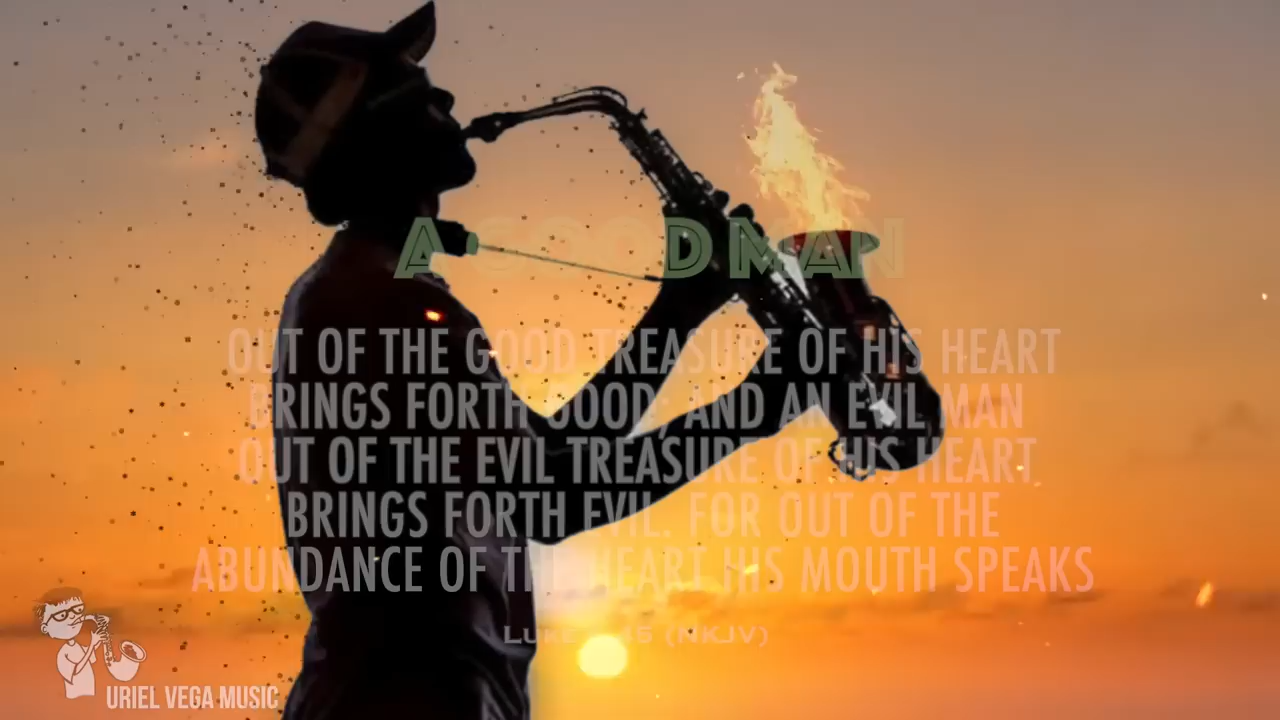 A GOOD MAN
OUT OF THE GOOD TREASURE OF HIS HEART
BRINGS FORTH GOOD; AND AN EVIL MAN
OUT OF THE EVIL TREASURE OF HIS HEART
BRINGS FORTH EVIL. FOR OUT OF THE
ABUNDANCE OF THE HEART HIS MOUTH SPEAKS
LUKE (NKJV)
URIEL VEGA MUSIC